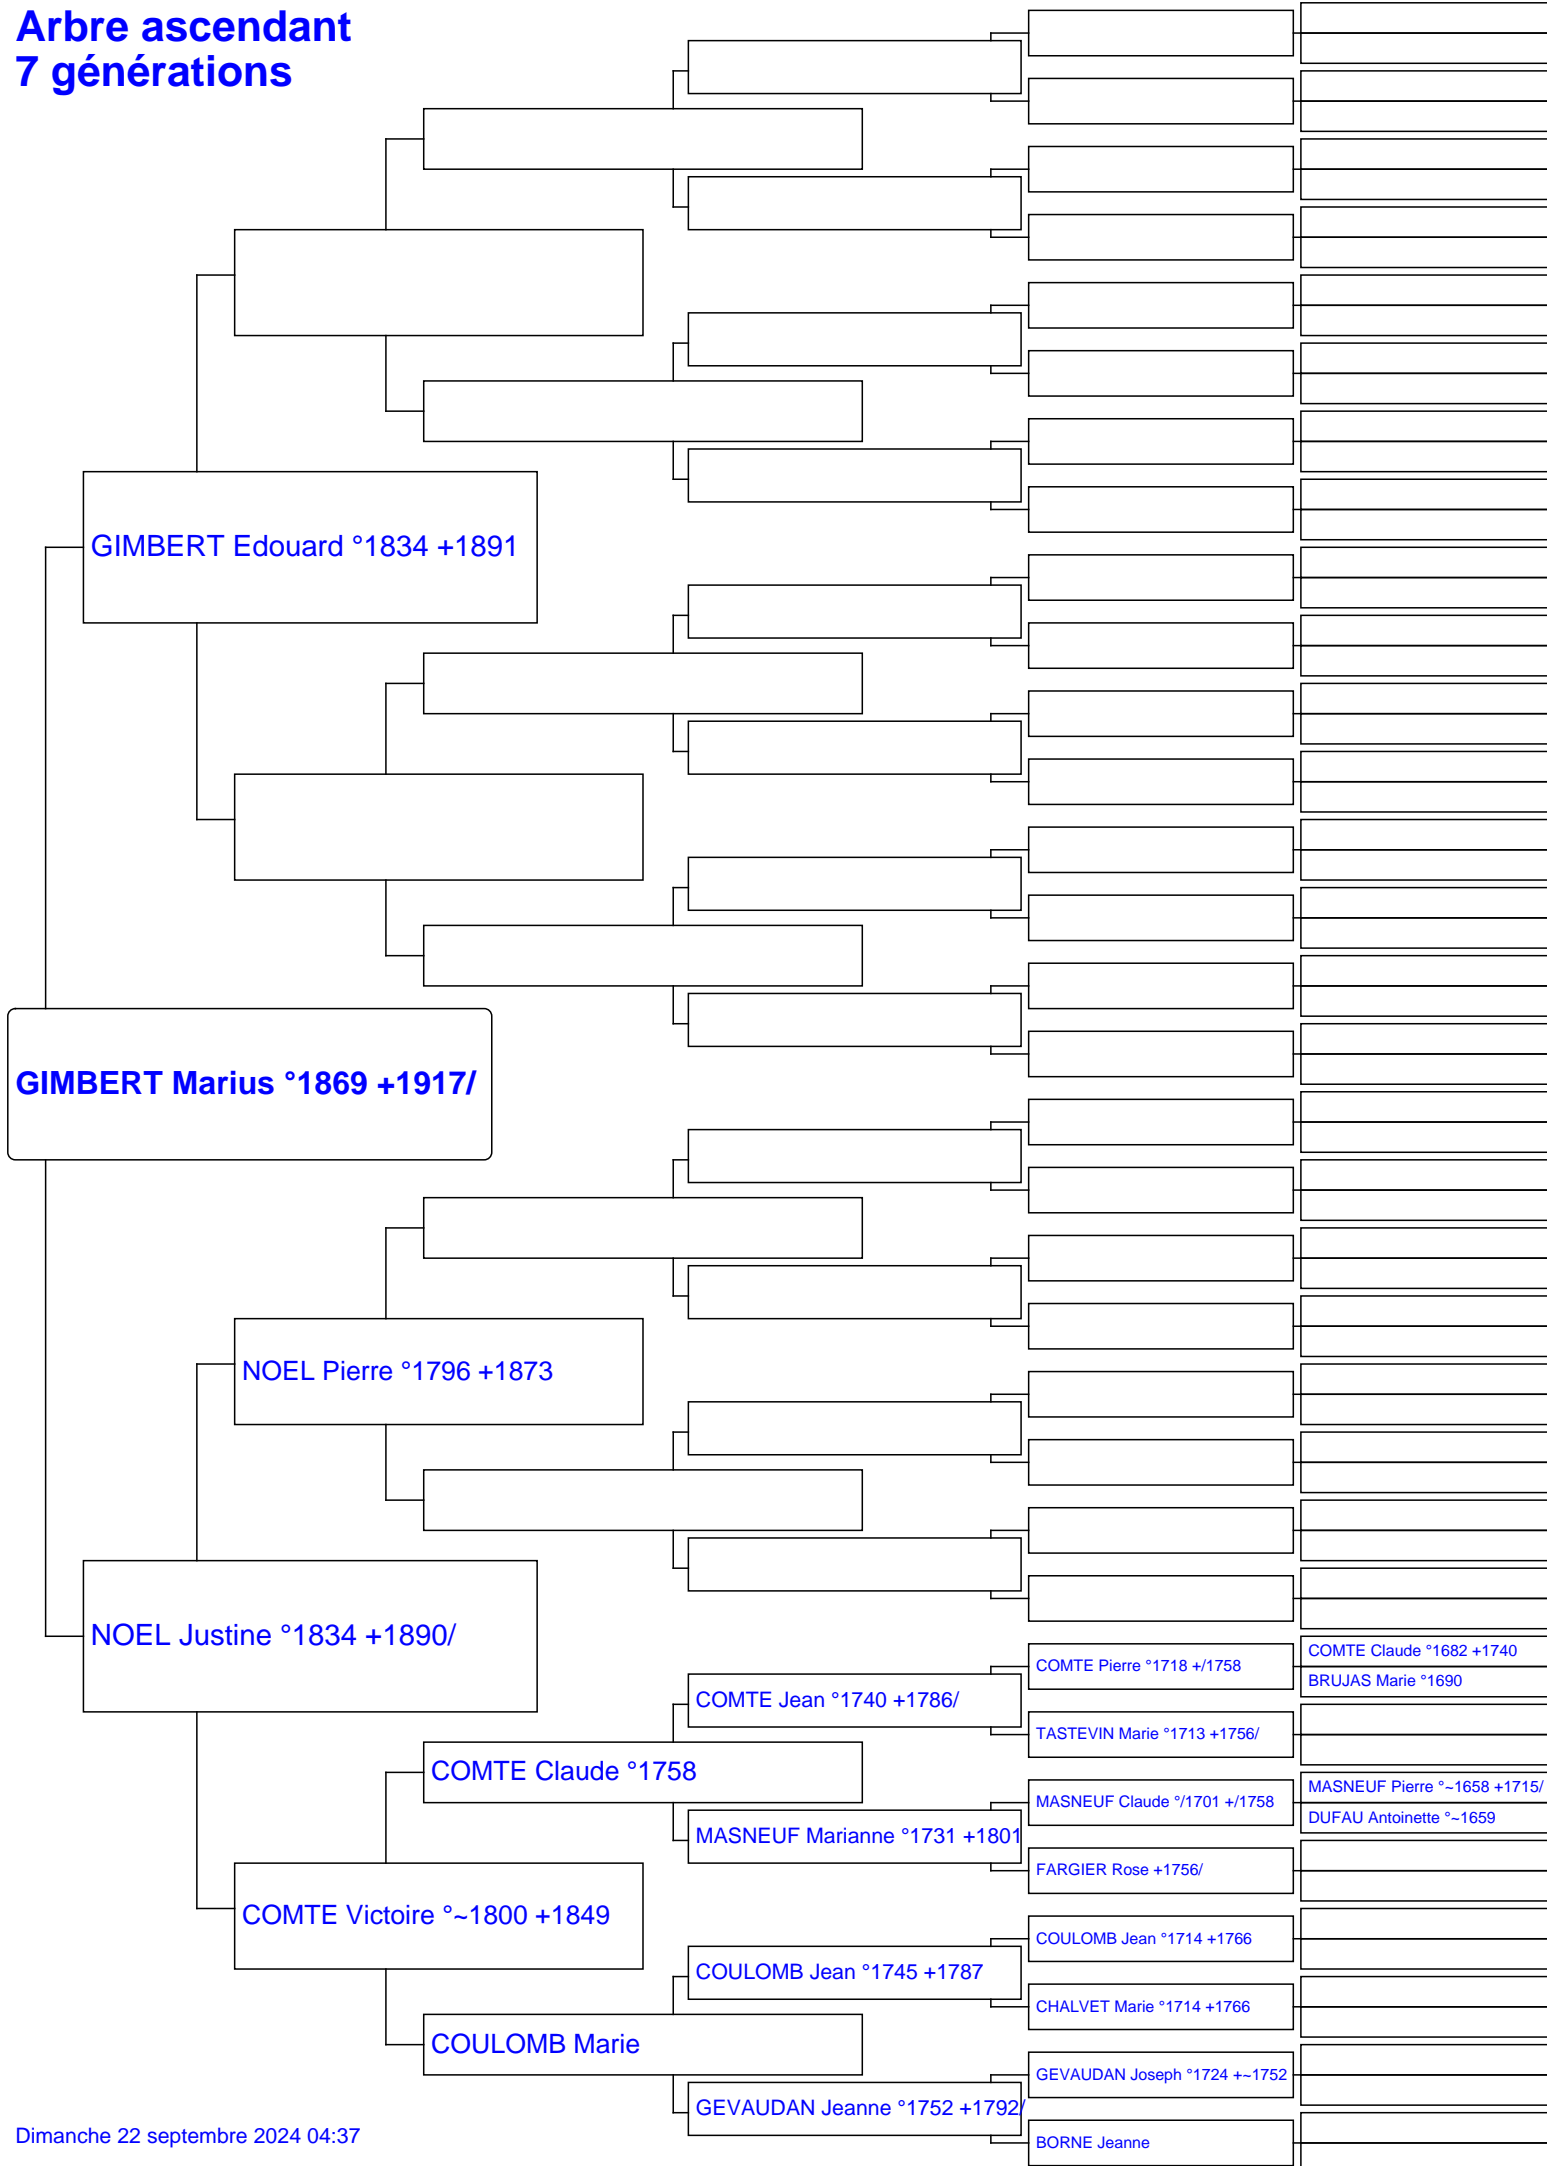 Arbre ascendant
7 générations
GIMBERT Edouard °1834 +1891
GIMBERT Marius °1869 +1917/
NOEL Pierre °1796 +1873
NOEL Justine °1834 +1890/
COMTE Claude °1682 +1740
COMTE Pierre °1718 +/1758
BRUJAS Marie °1690
COMTE Jean °1740 +1786/
TASTEVIN Marie °1713 +1756/
COMTE Claude °1758
MASNEUF Pierre °~1658 +1715/
MASNEUF Claude °/1701 +/1758
DUFAU Antoinette °~1659
MASNEUF Marianne °1731 +1801
FARGIER Rose +1756/
COMTE Victoire °~1800 +1849
COULOMB Jean °1714 +1766
COULOMB Jean °1745 +1787
CHALVET Marie °1714 +1766
COULOMB Marie
GEVAUDAN Joseph °1724 +~1752
GEVAUDAN Jeanne °1752 +1792/
BORNE Jeanne
Dimanche 22 septembre 2024 04:37